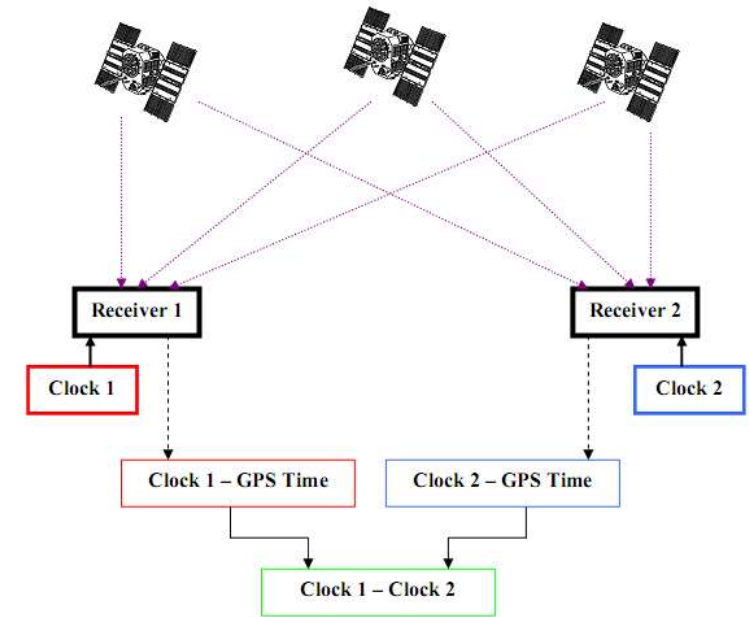 Receiver 1
Receiver 2
Clock 1
Clock 2
Clock 1 – GPS Time
Clock 2 – GPS Time
Clock 1 – Clock 2